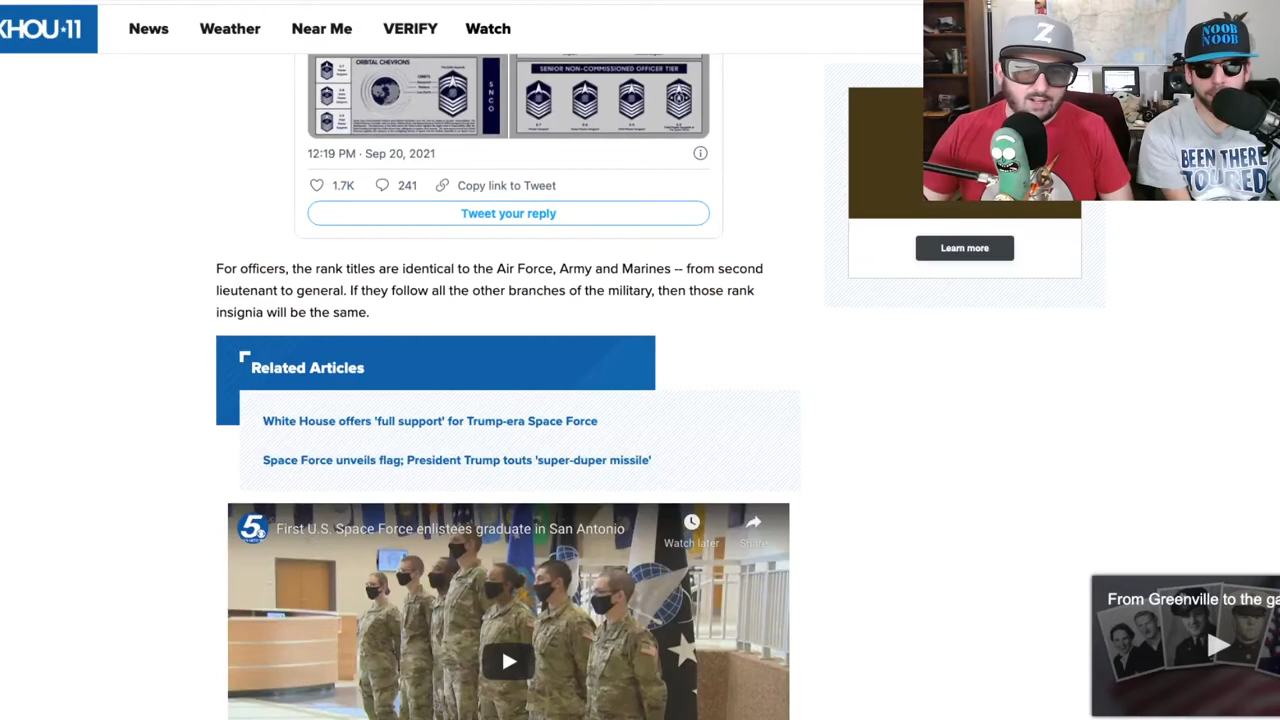 KHOU★11
News
Weather
Near Me
VERIFY
Watch
Z
NOOB
NOOB
BEEN THERE
TOURED
ORBITAL CHEVRONS
SNCO
SENIOR NON-COMMISSIONED OFFICER TIER
12:19 PM · Sep 20, 2021
1.7K
241
Copy link to Tweet
Tweet your reply
Learn more
For officers, the rank titles are identical to the Air Force, Army and Marines -- from second
lieutenant to general. If they follow all the other branches of the military, then those rank
insignia will be the same.
Related Articles
White House offers 'full support' for Trump-era Space Force
Space Force unveils flag; President Trump touts 'super-duper missile'
5
First U.S. Space Force enlistees graduate in San Antonio
Watch later
Share
From Greenville to the ga